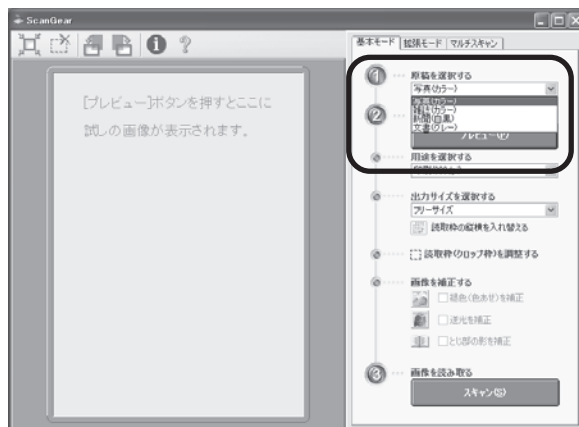 ScanGear
基本モード 拡張モード マルチスキャン
[プレビュー]ボタンを押すとここに
試しの画像が表示されます。
① 原稿を選択する
写真(カラー)
写真(カラー)
雑誌(カラー)
新聞(白黒)
文書(グレー)
②
プレビュー(P)
用途を選択する
出力サイズを選択する
フリーサイズ
読取枠の縦横を入れ替える
読取枠(クロップ枠)を調整する
画像を補正する
褪色(色あせ)を補正
逆光を補正
とじ部の影を補正
③ 画像を読み取る
スキャン(S)